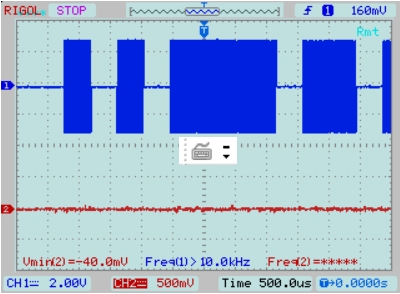 RIGOL STOP 1 160mV
T
Rmt
1
2
Vmin(2)=-40.0mV Freq(1)>10.0kHz Freq(2)=*****
CH1 2.00V CH2 500mV Time 500.0us T→0.0000s